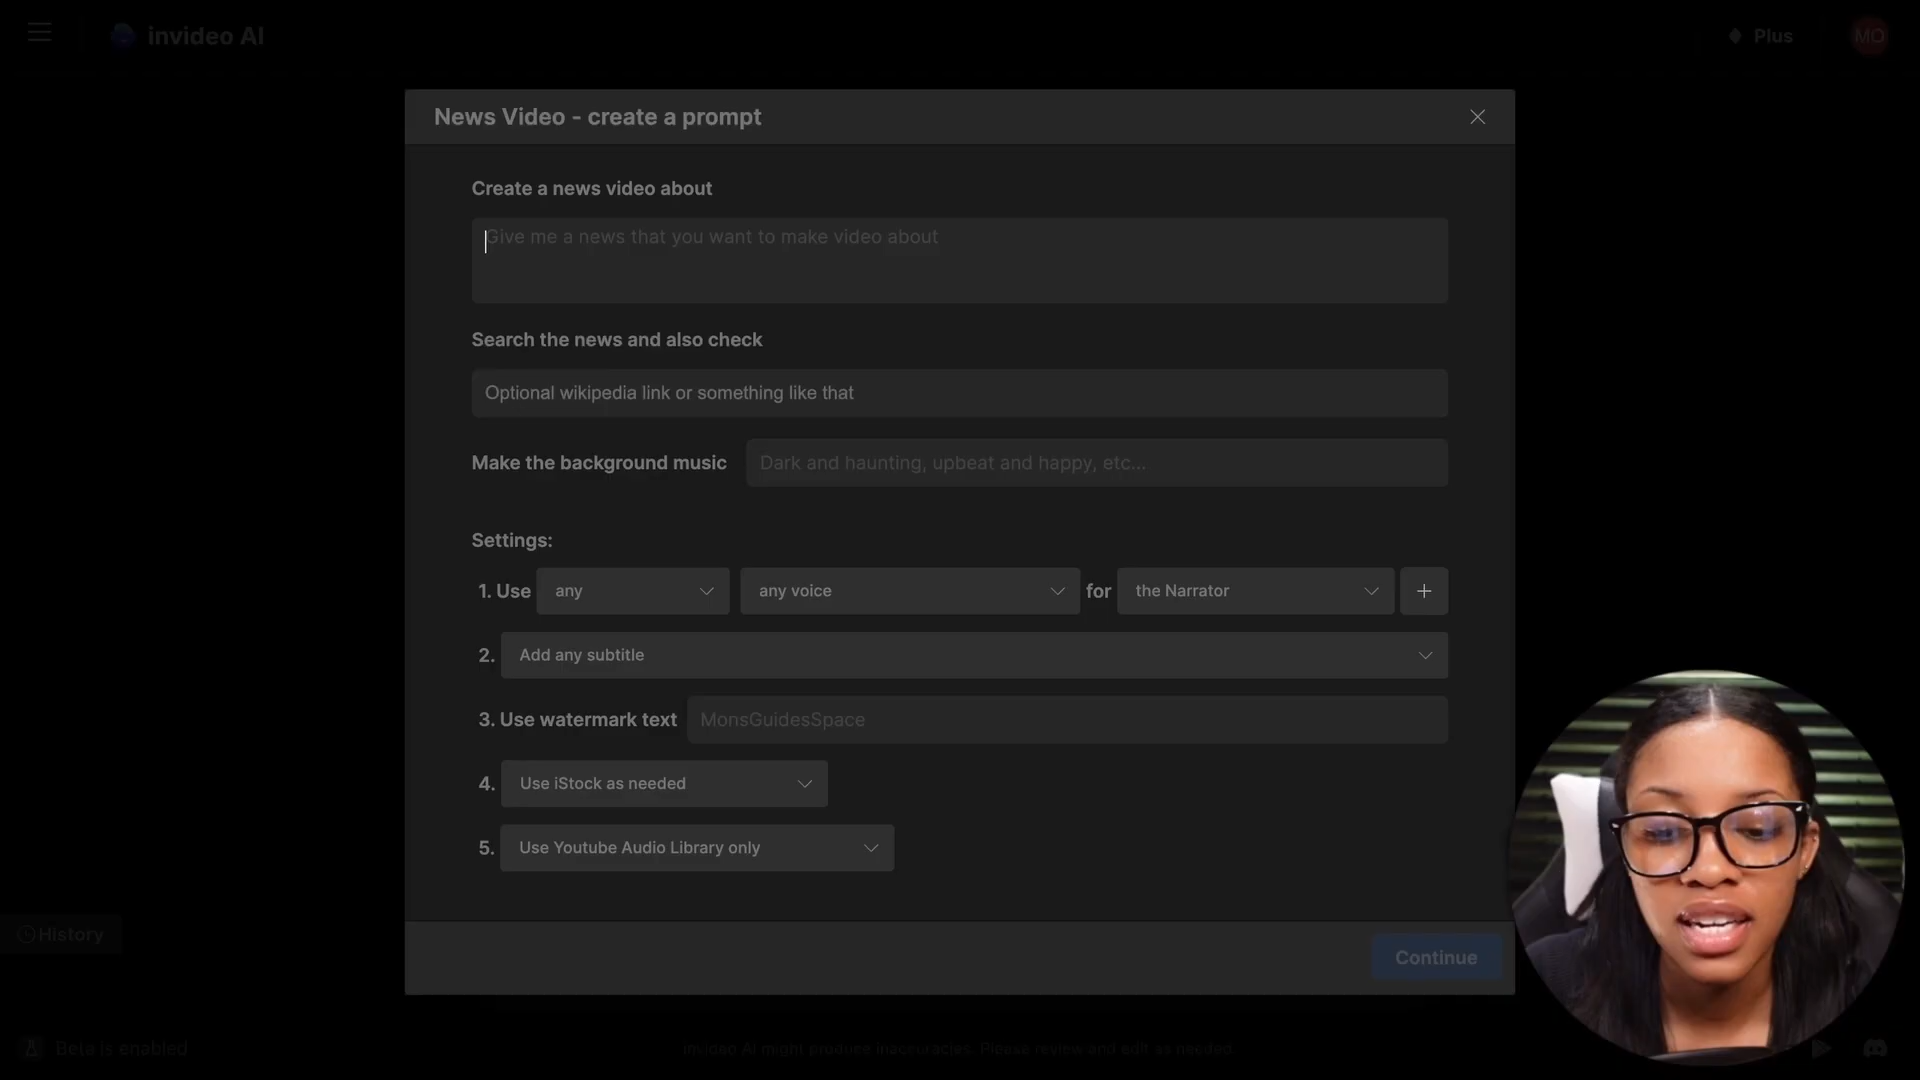 invideo AI
Plus
MO
News Video - create a prompt
Create a news video about
Give me a news that you want to make video about
Search the news and also check
Optional wikipedia link or something like that
Make the background music
Dark and haunting, upbeat and happy, etc...
Settings:
1. Use any any voice for the Narrator
2. Add any subtitle
3. Use watermark text MonsGuidesSpace
4. Use iStock as needed
5. Use Youtube Audio Library only
History
Continue
Beta is enabled
invideo AI might produce inaccuracies. Please review and edit as needed